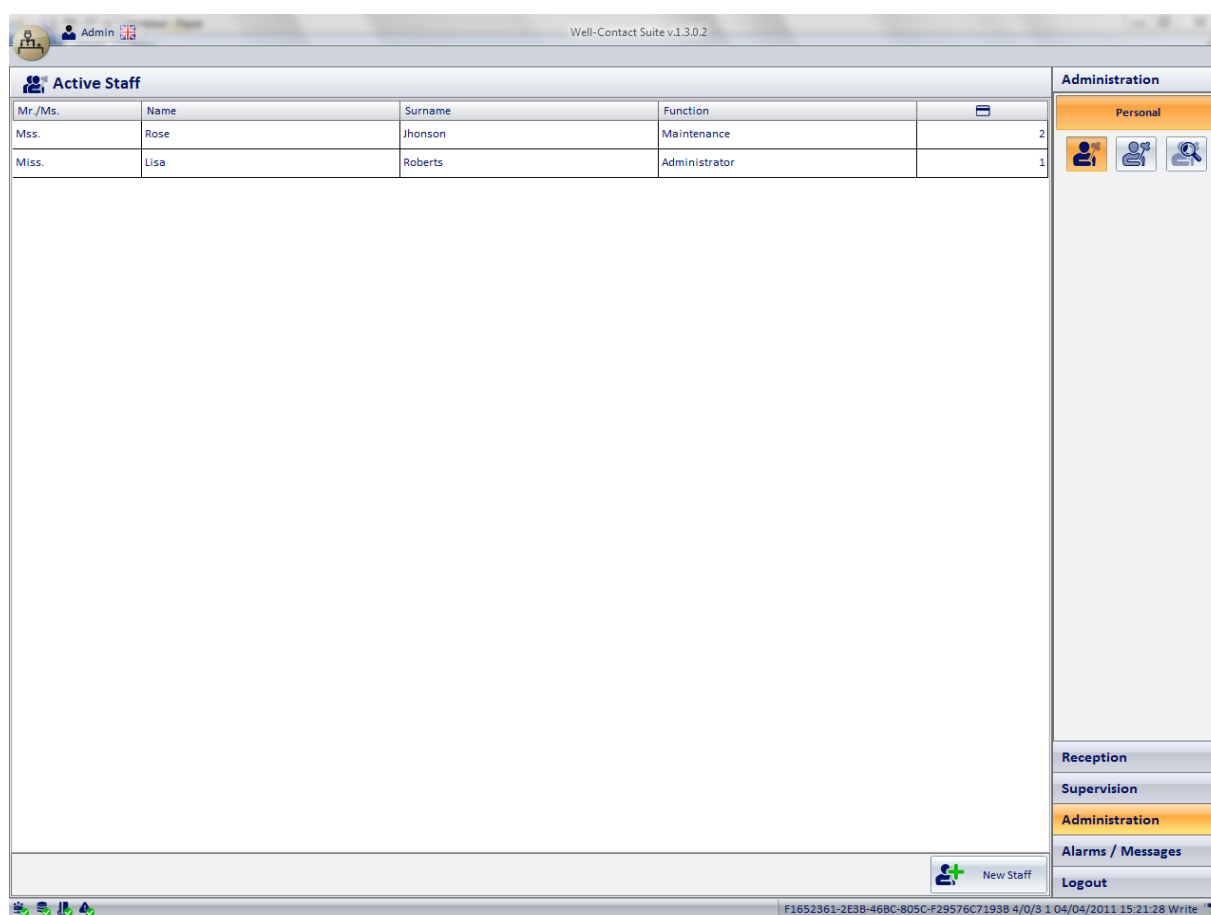 Admin
Well-Contact Suite v.1.3.0.2
Active Staff
Administration
Mr./Ms. Name Surname Function
Personal
Mss. Rose Jhonson Maintenance 2
Miss. Lisa Roberts Administrator 1
Reception
Supervision
Administration
Alarms / Messages
New Staff
Logout
F1652361-2E3B-46BC-805C-F29576C7193B 4/0/3 1 04/04/2011 15:21:28 Write